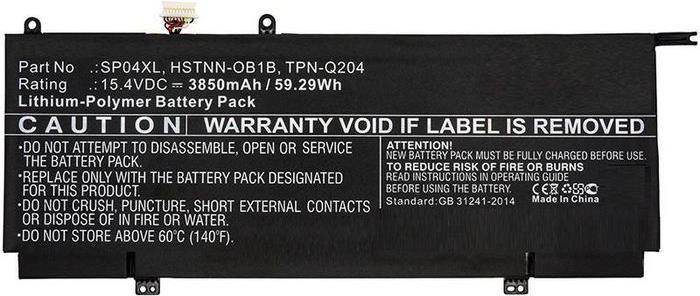 Part No :.SP04XL, HSTNN-OB1B, TPN-Q204
Rating :15.4VDC ⎓ 3850mAh / 59.29Wh
Lithium-Polymer Battery Pack
CAUTION WARRANTY VOID IF LABEL IS REMOVED
•DO NOT ATTEMPT TO DISASSEMBLE, OPEN OR SERVICE
THE BATTERY PACK.
•REPLACE ONLY WITH THE BATTERY PACK DESIGNATED
FOR THIS PRODUCT.
•DO NOT CRUSH, PUNCTURE, SHORT EXTERNAL CONTACTS
OR DISPOSE OF IN FIRE OR WATER.
•DO NOT STORE ABOVE 60°C (140°F).
ATTENTION!
NEW BATTERY PACK MUST BE FULLY CHARGED BEFORE USE.
TO REDUCE RISK OF FIRE OR BURNS
READ INSTRUCTIONS IN OPERATING GUIDE
WHEN USING THIS BATTERY.
Standard:GB 31241-2014
CE
Made In China